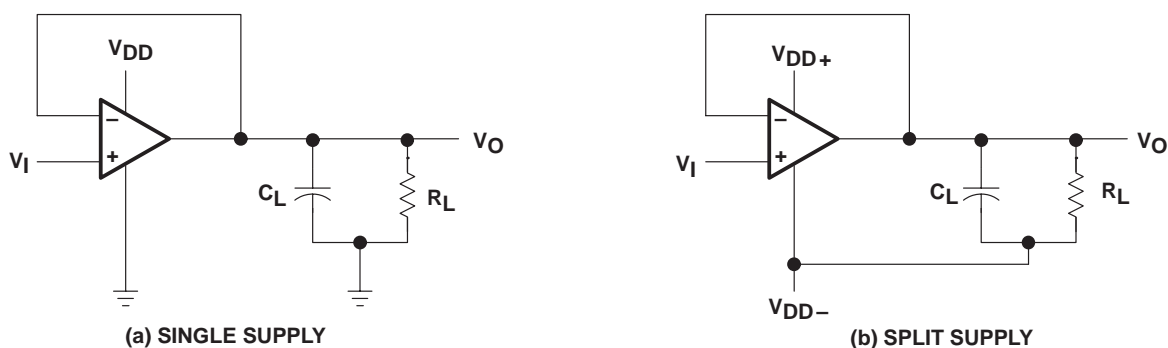 VDD
−
+
VI
VO
CL
RL
(a) SINGLE SUPPLY
VDD+
−
+
VI
VO
CL
RL
VDD−
(b) SPLIT SUPPLY